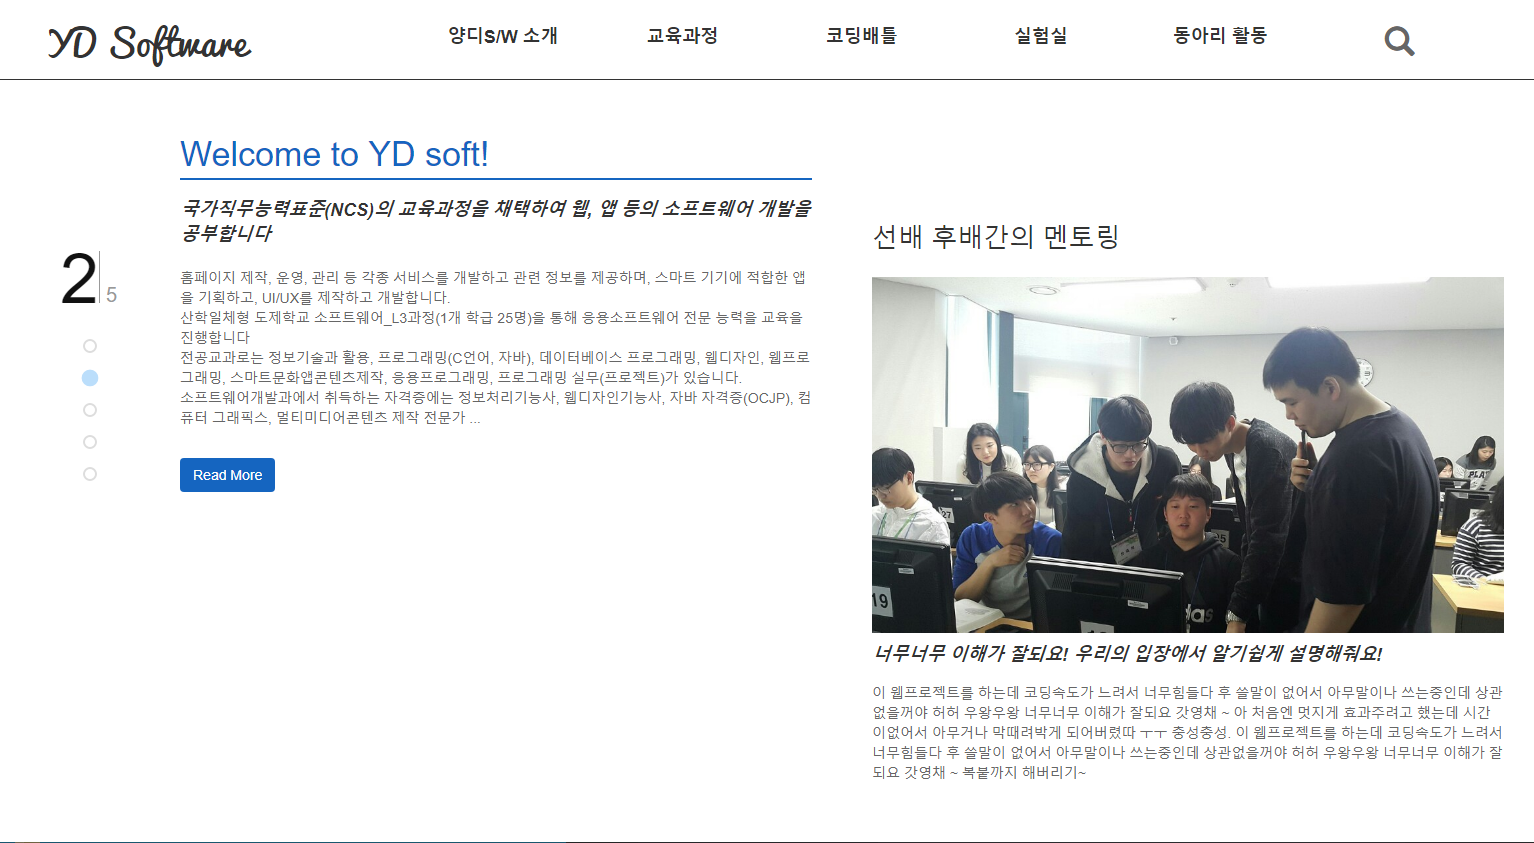 YD Software
양디S/W 소개
교육과정
코딩배틀
실험실
동아리 활동
2
5
Welcome to YD soft!
국가직무능력표준(NCS)의 교육과정을 채택하여 웹, 앱 등의 소프트웨어 개발을
공부합니다
홈페이지 제작, 운영, 관리 등 각종 서비스를 개발하고 관련 정보를 제공하며, 스마트 기기에 적합한 앱
을 기획하고, UI/UX를 제작하고 개발합니다.
산학일체형 도제학교 소프트웨어_L3과정(1개 학급 25명)을 통해 응용소프트웨어 전문 능력을 교육을
진행합니다
전공교과로는 정보기술과 활용, 프로그래밍(C언어, 자바), 데이터베이스 프로그래밍, 웹디자인, 웹프로
그래밍, 스마트문화앱콘텐츠제작, 응용프로그래밍, 프로그래밍 실무(프로젝트)가 있습니다.
소프트웨어개발과에서 취득하는 자격증에는 정보처리기능사, 웹디자인기능사, 자바 자격증(OCJP), 컴
퓨터 그래픽스, 멀티미디어콘텐츠 제작 전문가 ...
Read More
선배 후배간의 멘토링
27
25
19
너무너무 이해가 잘되요! 우리의 입장에서 알기쉽게 설명해줘요!
이 웹프로젝트를 하는데 코딩속도가 느려서 너무힘들다 후 쓸말이 없어서 아무말이나 쓰는중인데 상관
없을꺼야 허허 우왕우왕 너무너무 이해가 잘되요 갓영채 ~ 아 처음엔 멋지게 효과주려고 했는데 시간
이없어서 아무거나 막때려박게 되어버렸따 ㅜㅜ 충성충성. 이 웹프로젝트를 하는데 코딩속도가 느려서
너무힘들다 후 쓸말이 없어서 아무말이나 쓰는중인데 상관없을꺼야 허허 우왕우왕 너무너무 이해가 잘
되요 갓영채 ~ 복붙까지 해버리기~